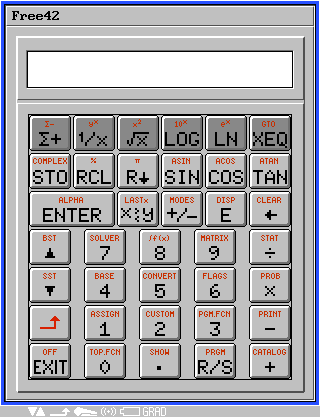 Free42
Σ- y^x x² 10^x e^x GTO
Σ+ 1/x √x LOG LN XEQ
COMPLEX % π ASIN ACOS ATAN
STO RCL R↓ SIN COS TAN
ALPHA LASTx MODES DISP CLEAR
ENTER x⇄y +/- E ←
BST SOLVER ∫f(x) MATRIX STAT
▲ 7 8 9 ÷
SST BASE CONVERT FLAGS PROB
▼ 4 5 6 ×
ASSIGN CUSTOM PGM.FCN PRINT
1 2 3 −
OFF TOP.FCN SHOW PRGM CATALOG
EXIT 0 . R/S +
GRAD